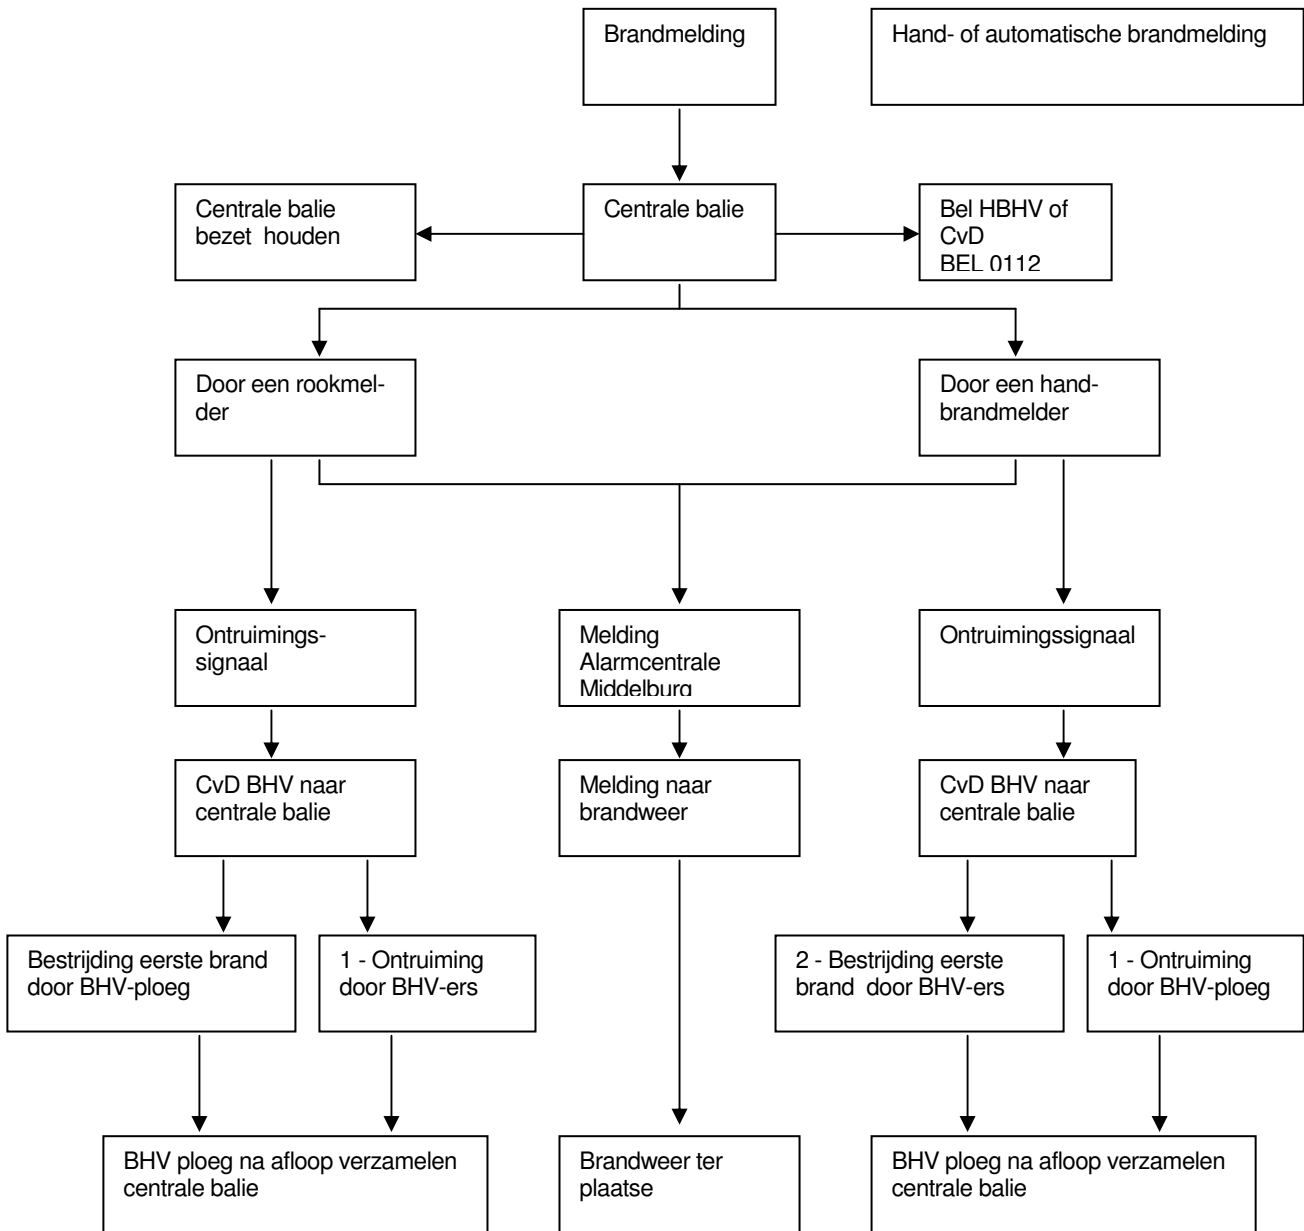 Brandmelding
Hand- of automatische brandmelding
Centrale balie
bezet  houden
Centrale balie
Bel HBHV of
CvD
BEL 0112
Door een rookmel-
der
Door een hand-
brandmelder
Ontruimings-
signaal
Melding
Alarmcentrale
Middelburg
Ontruimingssignaal
CvD BHV naar
centrale balie
Melding naar
brandweer
CvD BHV naar
centrale balie
Bestrijding eerste brand
door BHV-ploeg
1 - Ontruiming
door BHV-ers
2 - Bestrijding eerste
brand  door BHV-ers
1 - Ontruiming
door BHV-ploeg
BHV ploeg na afloop verzamelen
centrale balie
Brandweer ter
plaatse
BHV ploeg na afloop verzamelen
centrale balie